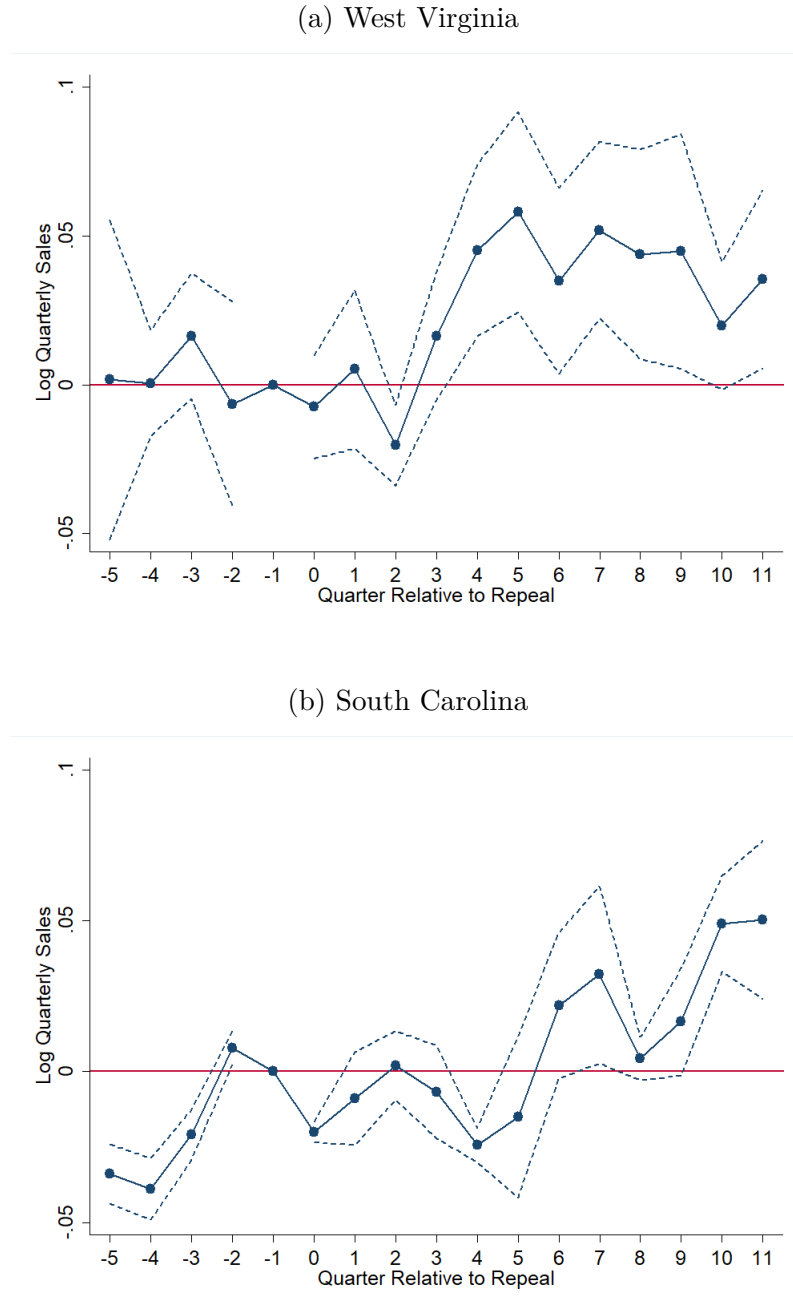 (a) West Virginia
.1
.05
0
-.05
Log Quarterly Sales
-5 -4 -3 -2 -1 0 1 2 3 4 5 6 7 8 9 10 11
Quarter Relative to Repeal
(b) South Carolina
.1
.05
0
-.05
Log Quarterly Sales
-5 -4 -3 -2 -1 0 1 2 3 4 5 6 7 8 9 10 11
Quarter Relative to Repeal